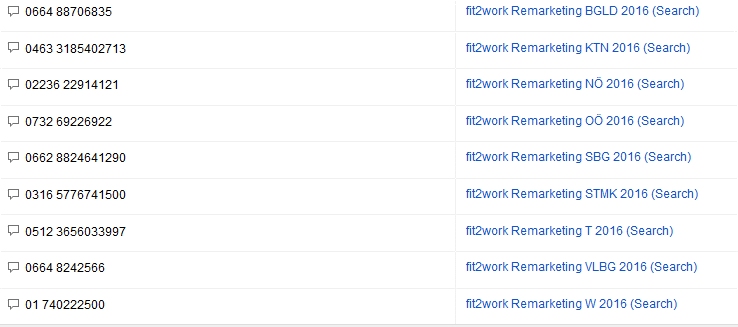 0664 88706835 fit2work Remarketing BGLD 2016 (Search)
0463 3185402713 fit2work Remarketing KTN 2016 (Search)
02236 22914121 fit2work Remarketing NÖ 2016 (Search)
0732 69226922 fit2work Remarketing OÖ 2016 (Search)
0662 8824641290 fit2work Remarketing SBG 2016 (Search)
0316 5776741500 fit2work Remarketing STMK 2016 (Search)
0512 3656033997 fit2work Remarketing T 2016 (Search)
0664 8242566 fit2work Remarketing VLBG 2016 (Search)
01 740222500 fit2work Remarketing W 2016 (Search)